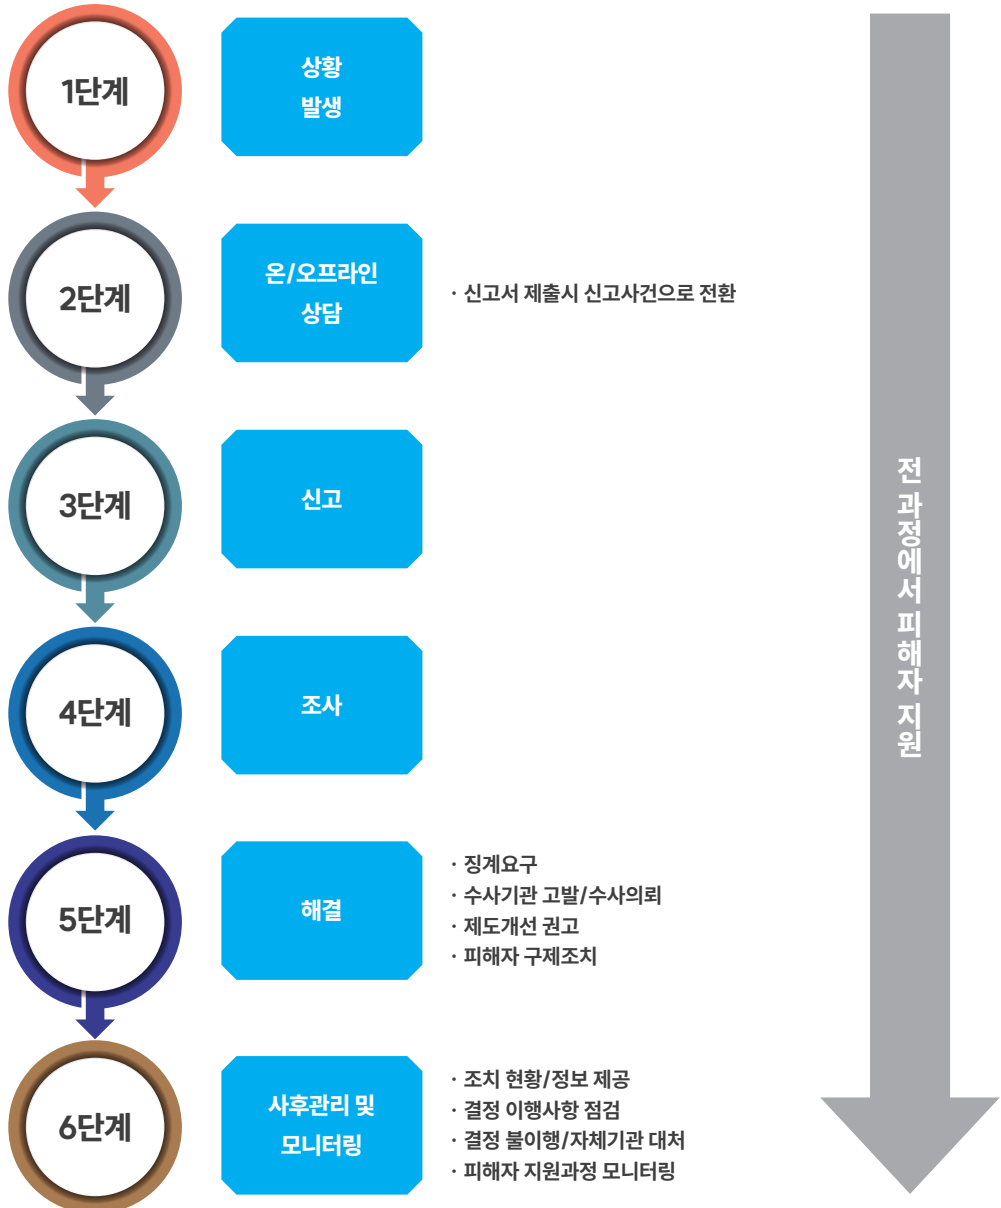 1단계
상황
발생
2단계
온/오프라인
상담
· 신고서 제출시 신고사건으로 전환
3단계
신고
4단계
조사
5단계
해결
· 징계요구
· 수사기관 고발/수사의뢰
· 제도개선 권고
· 피해자 구제조치
6단계
사후관리 및
모니터링
· 조치 현황/정보 제공
· 결정 이행사항 점검
· 결정 불이행/자체기관 대처
· 피해자 지원과정 모니터링
전 과정에서 피해자 지원